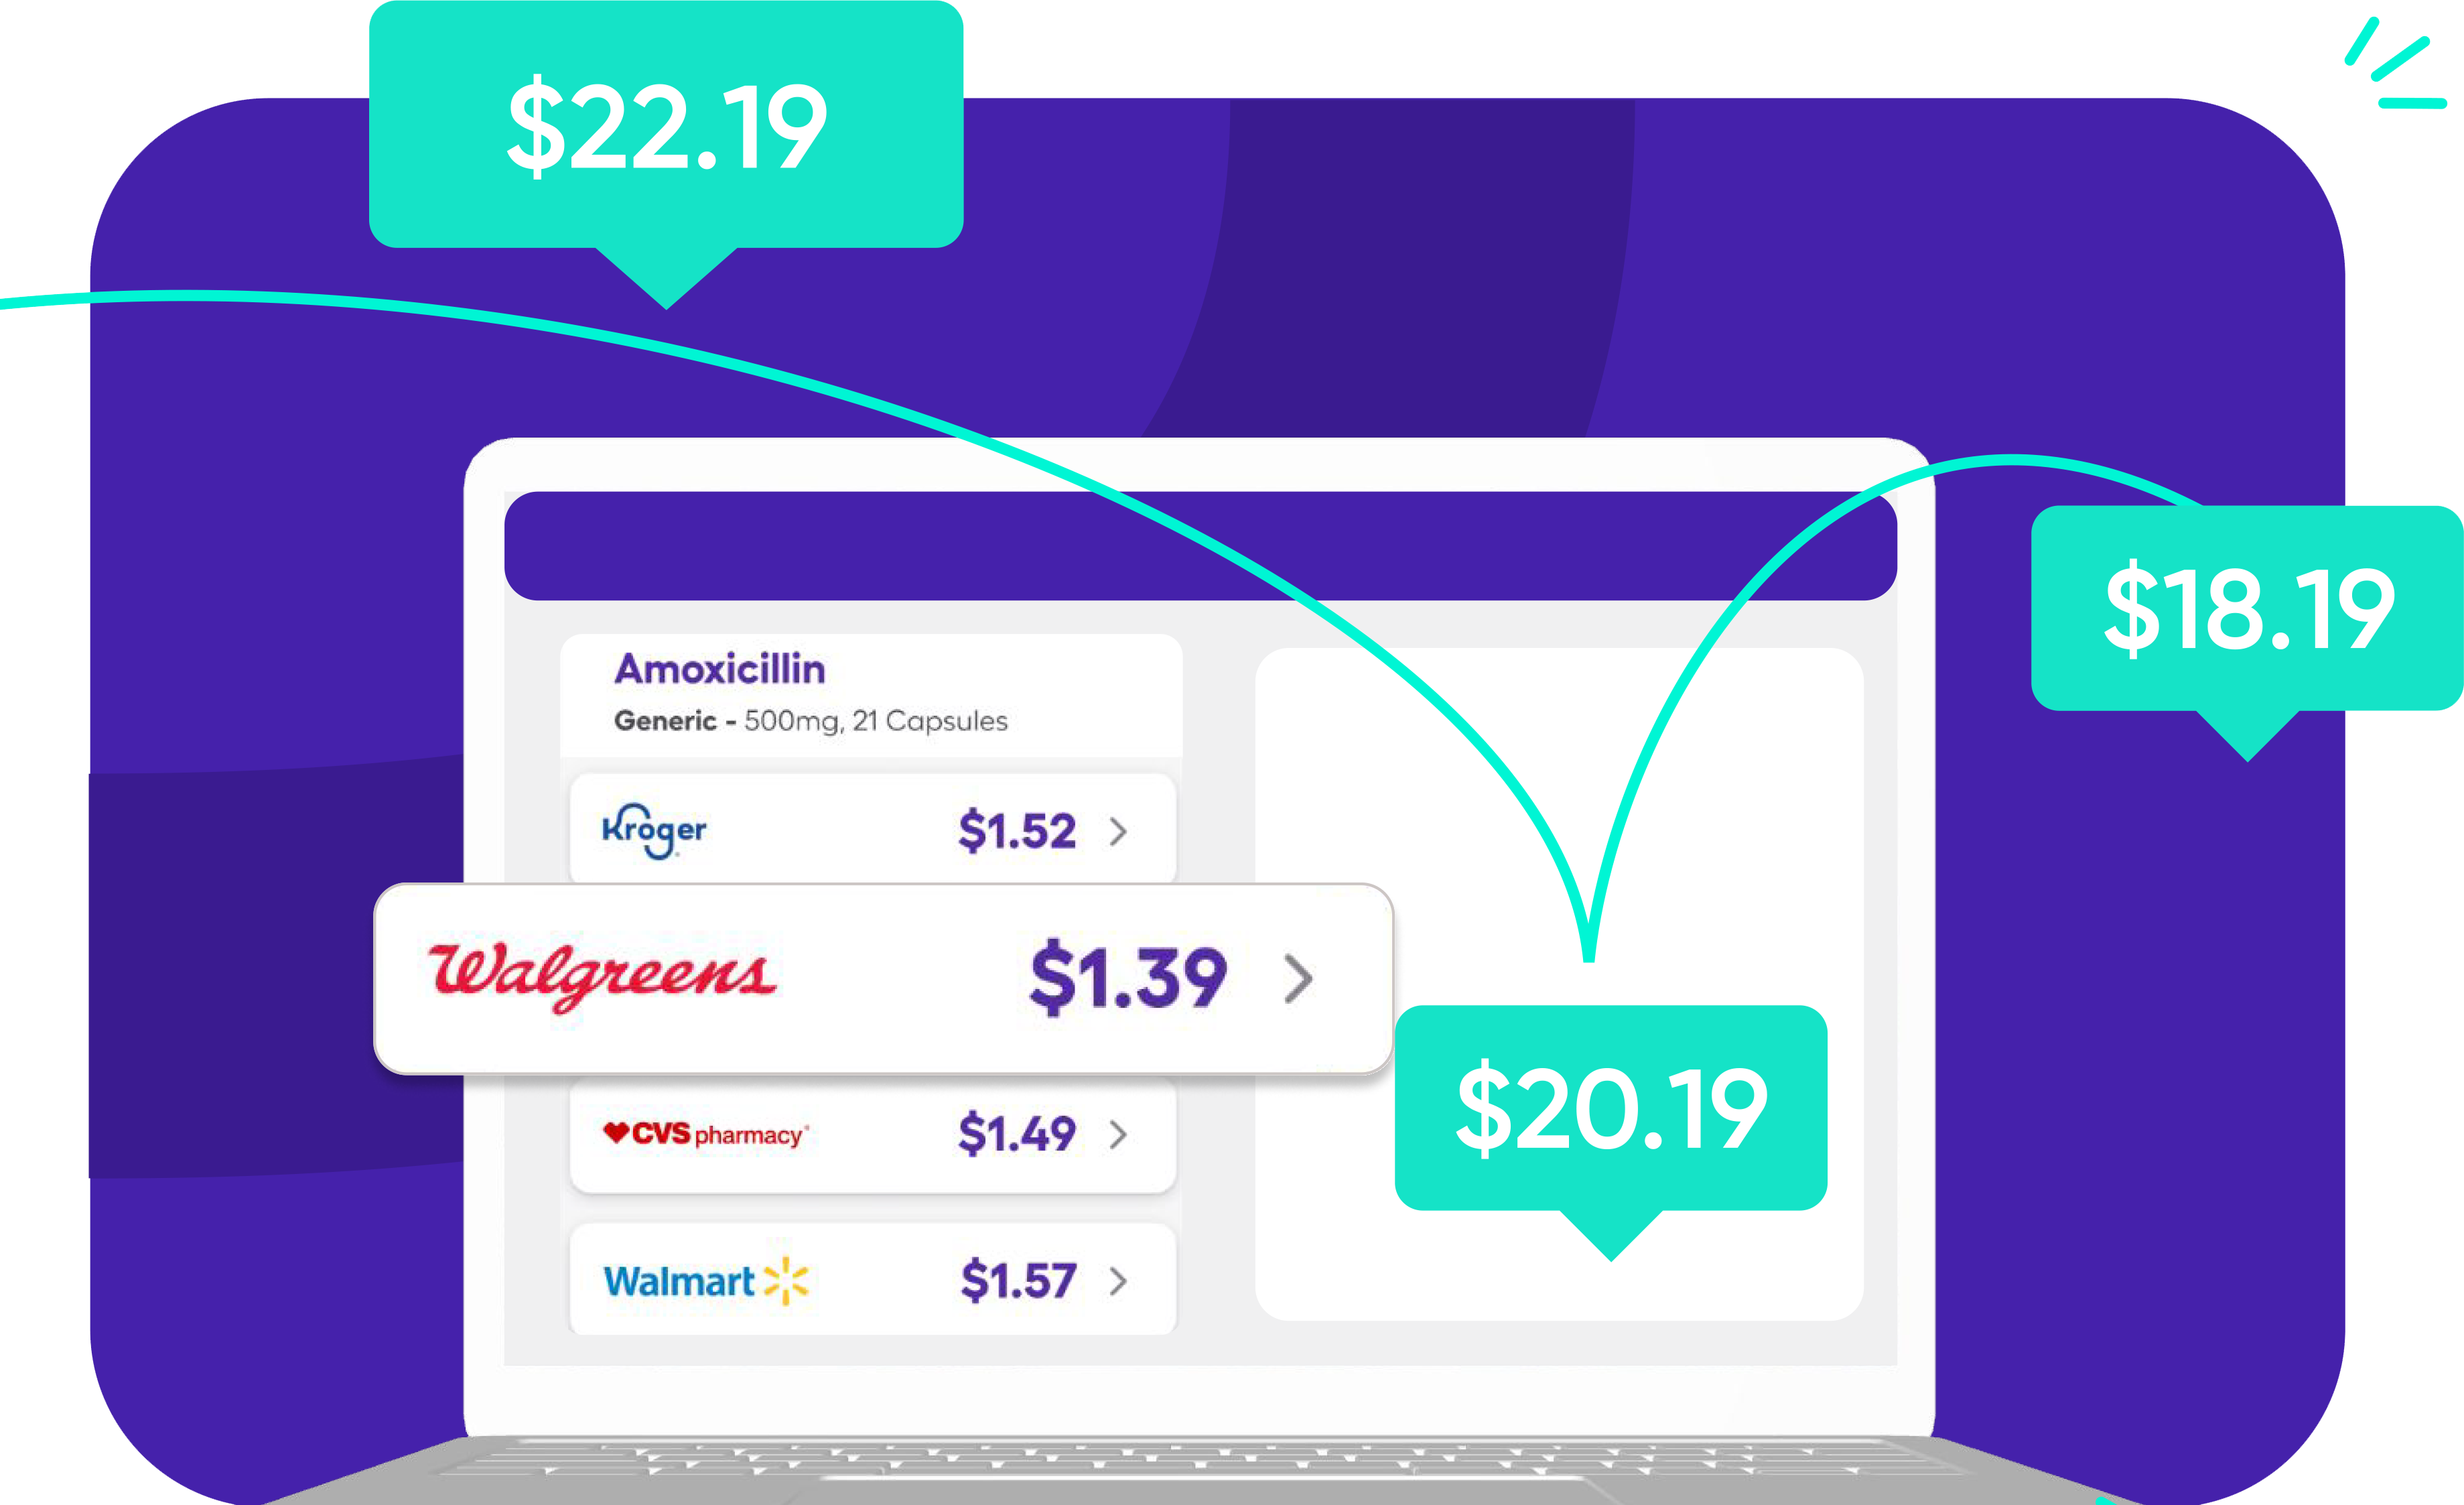 $22.19
$18.19
Amoxicillin
Generic - 500mg, 21 Capsules
Kroger $1.52
Walgreens $1.39
$20.19
CVS pharmacy $1.49
Walmart $1.57